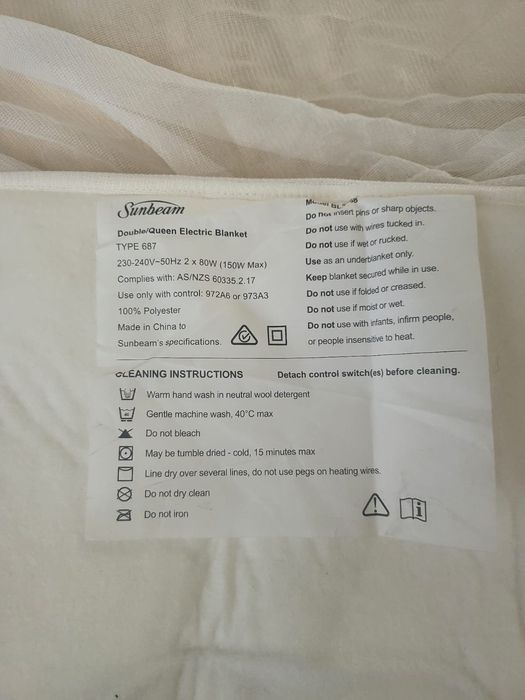 Sunbeam
Double/Queen Electric Blanket
TYPE 687
230-240V~50Hz 2 x 80W (150W Max)
Complies with: AS/NZS 60335.2.17
Use only with control: 972A6 or 973A3
100% Polyester
Made in China to
Sunbeam's specifications.
Do not insert pins or sharp objects.
Do not use with wires tucked in.
Do not use if wet or rucked.
Use as an underblanket only.
Keep blanket secured while in use.
Do not use if folded or creased.
Do not use if moist or wet.
Do not use with infants, infirm people,
or people insensitive to heat.
CLEANING INSTRUCTIONS
Detach control switch(es) before cleaning.
Warm hand wash in neutral wool detergent
40
Gentle machine wash, 40°C max
Do not bleach
May be tumble dried - cold, 15 minutes max
Line dry over several lines, do not use pegs on heating wires.
Do not dry clean
Do not iron